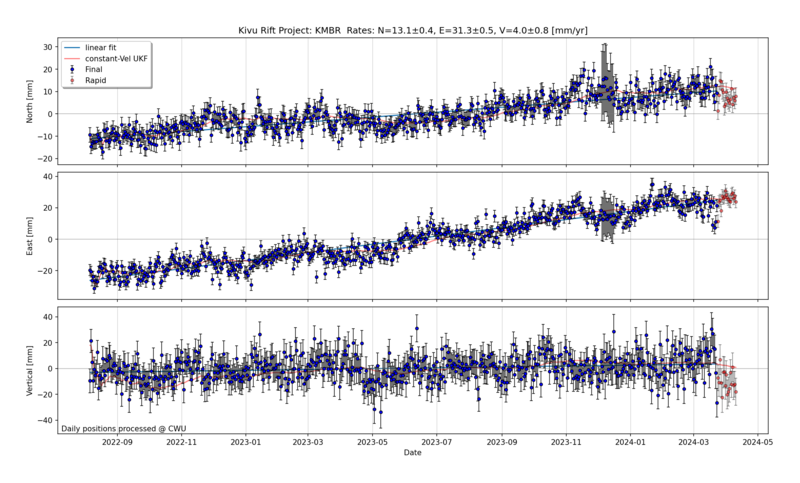 Kivu Rift Project: KMBR Rates: N=13.1±0.4, E=31.3±0.5, V=4.0±0.8 [mm/yr]
linear fit
constant-Vel UKF
Final
Rapid
30
20
10
0
−10
−20
North [mm]
40
20
0
−20
East [mm]
40
20
0
−20
−40
Vertical [mm]
Daily positions processed @ CWU
2022-09 2022-11 2023-01 2023-03 2023-05 2023-07 2023-09 2023-11 2024-01 2024-03 2024-05
Date